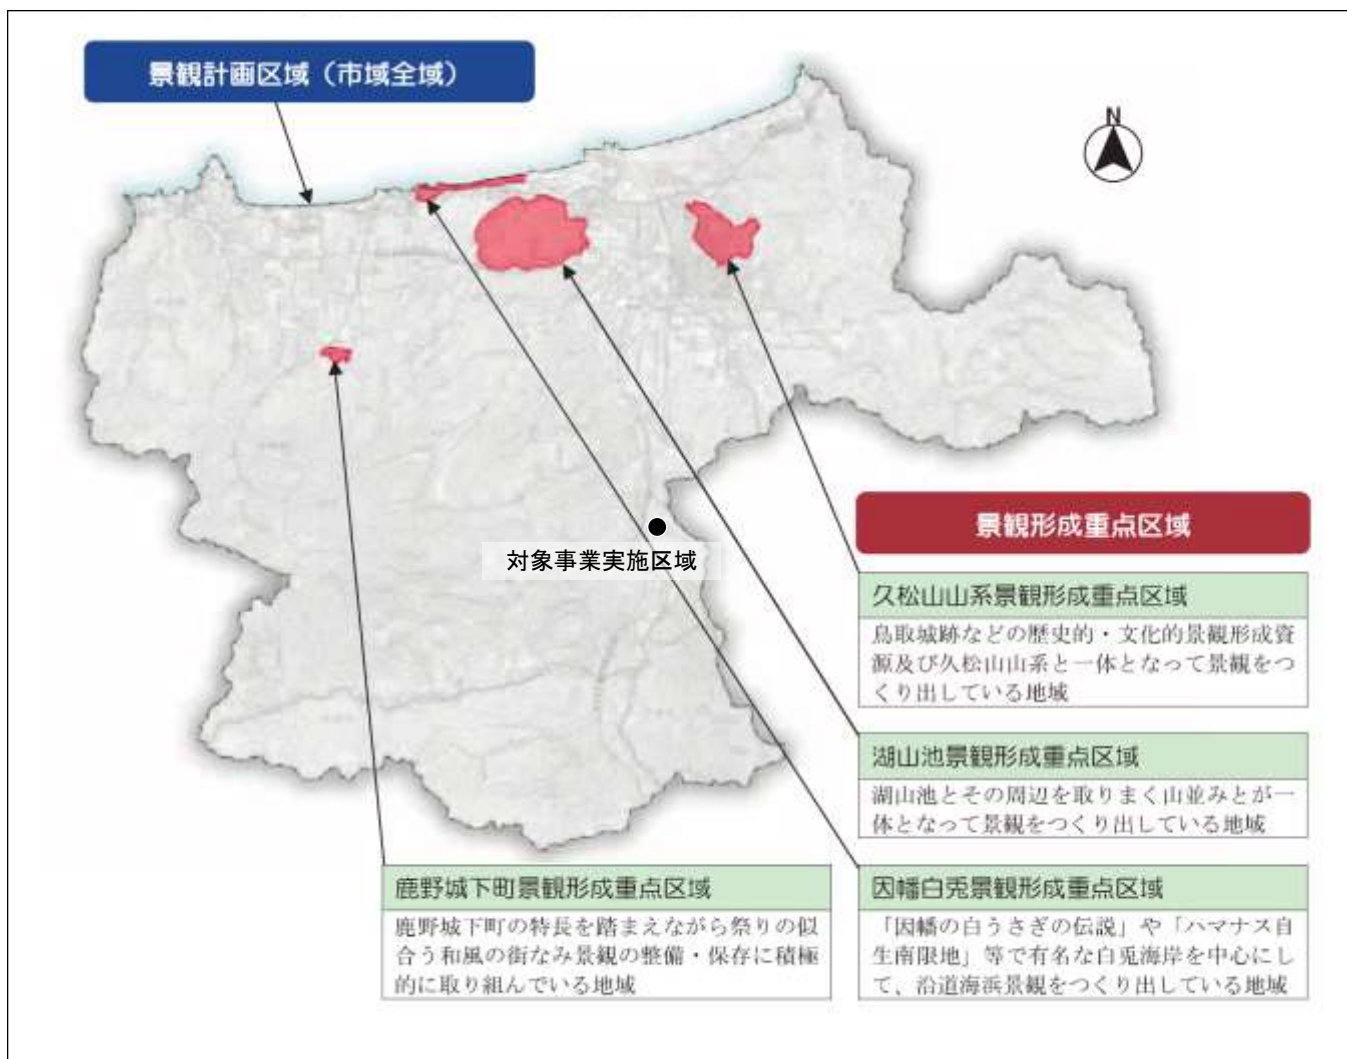 景観計画区域（市域全域）
N
対象事業実施区域
景観形成重点区域
久松山山系景観形成重点区域
鳥取城跡などの歴史的・文化的景観形成資
源及び久松山山系と一体となって景観をつ
くり出している地域
湖山池景観形成重点区域
湖山池とその周辺を取りまく山並みとが一
体となって景観をつくり出している地域
鹿野城下町景観形成重点区域
鹿野城下町の特長を踏まえながら祭りの似
合う和風の街なみ景観の整備・保存に積極
的に取り組んでいる地域
因幡白兎景観形成重点区域
「因幡の白うさぎの伝説」や「ハマナス自
生南限地」等で有名な白兎海岸を中心にし
て、沿道海浜景観をつくり出している地域